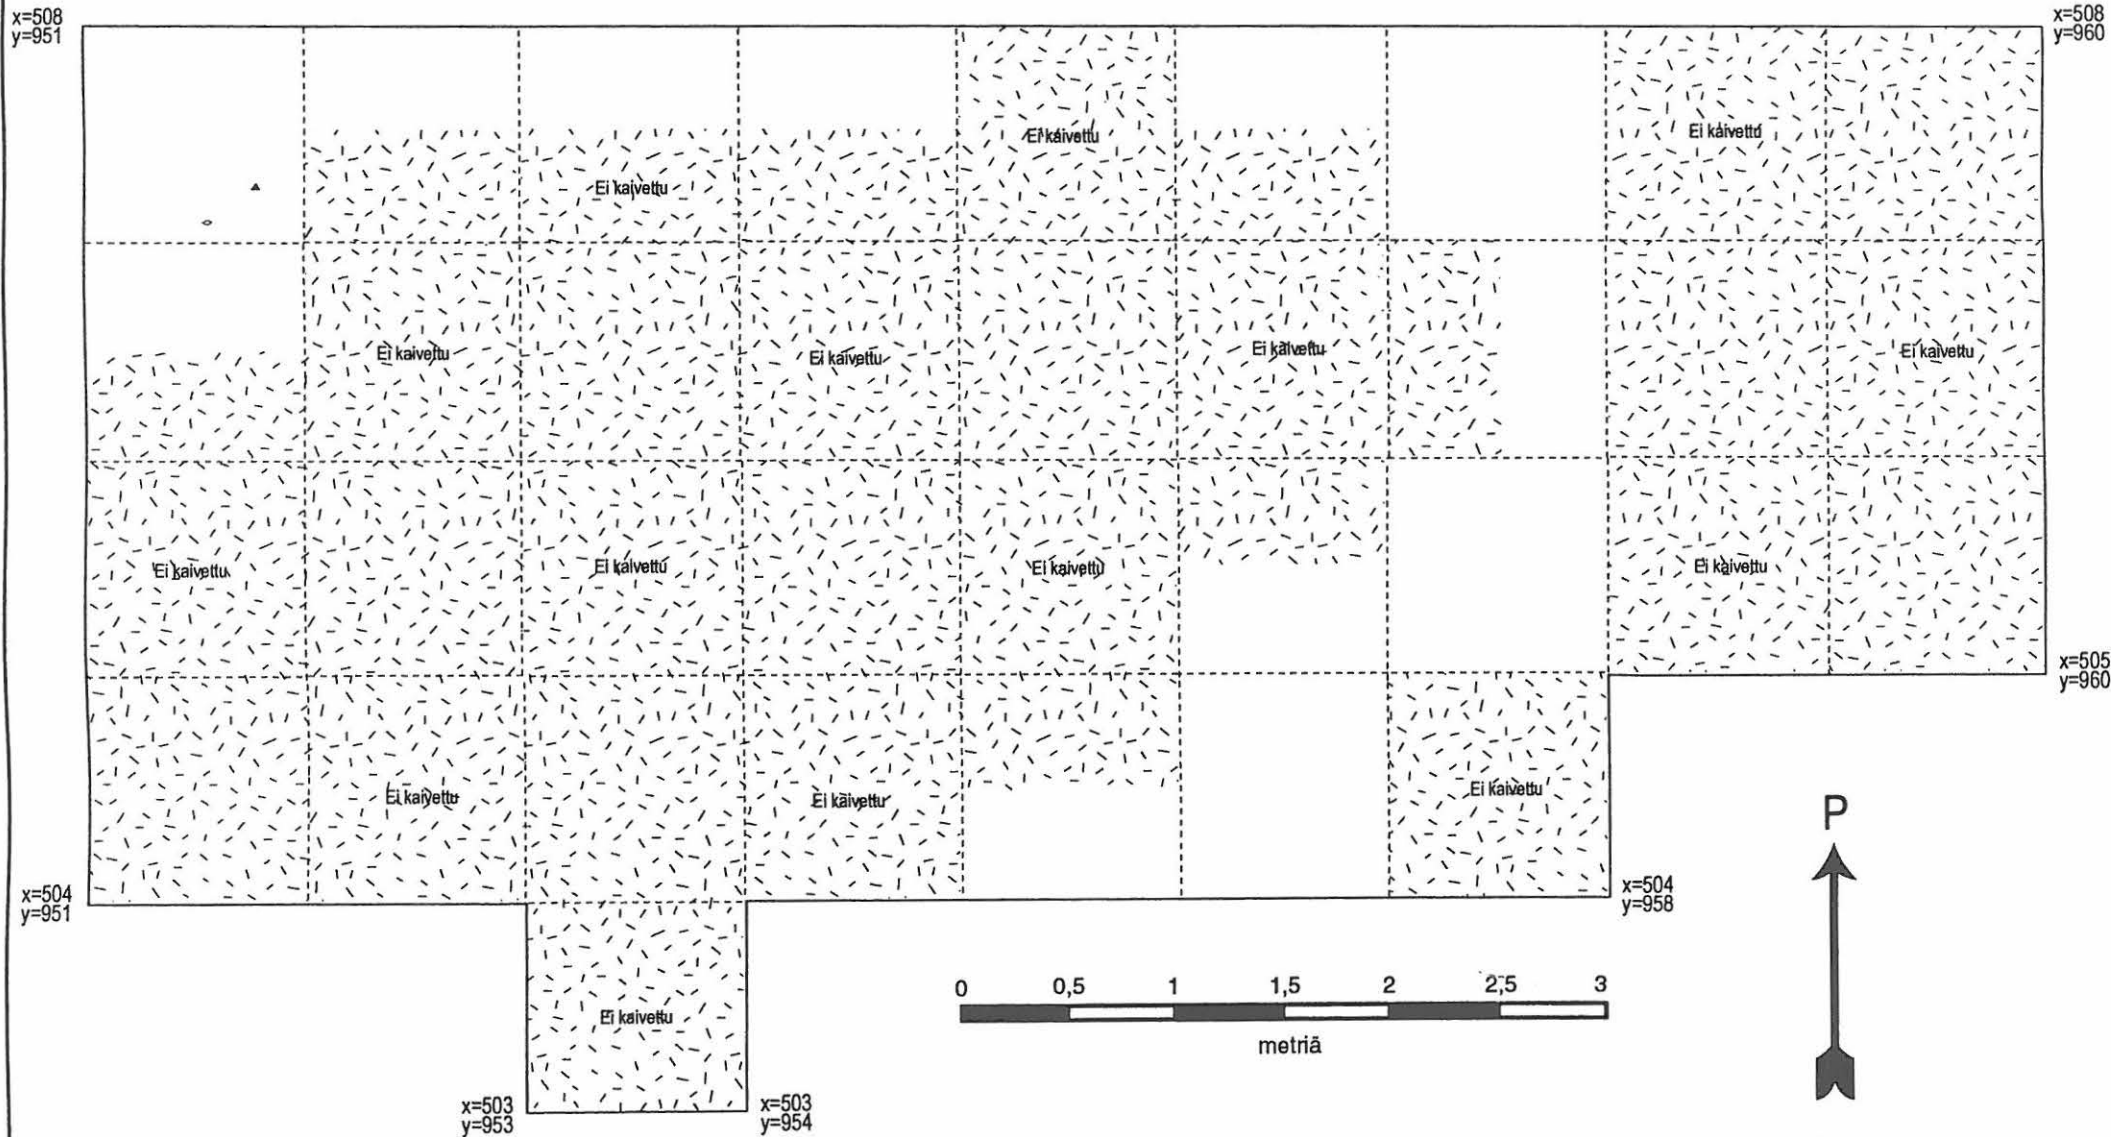 x=508
y=951
x=508
y=960
Ei kaivettu
Ei kaivettu
Ei kaivettu
Ei kaivettu
Ei kaivettu
Ei kaivettu
Ei kaivettu
Ei kaivettu
Ei kaivettu
Ei kaivettu
Ei kaivettu
Ei kaivettu
x=505
y=960
Ei kaivettu
Ei kaivettu
Ei kaivettu
P
x=504
y=951
x=504
y=958
0 0,5 1 1,5 2 2,5 3
Ei kaivettu
metriä
x=503
y=953
x=503
y=954